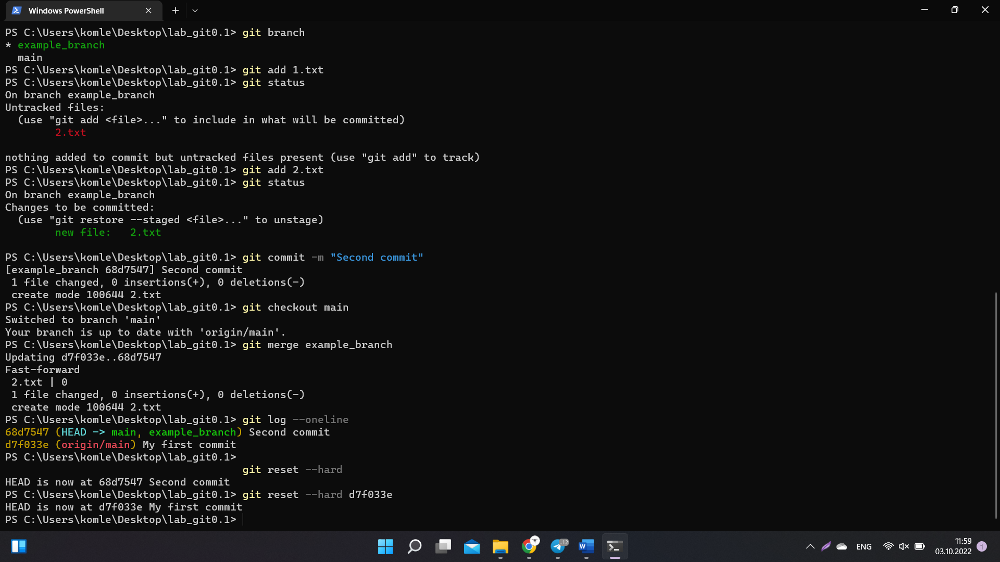 Windows PowerShell
PS C:\Users\komle\Desktop\lab_git0.1> git branch
* example_branch
  main
PS C:\Users\komle\Desktop\lab_git0.1> git add 1.txt
PS C:\Users\komle\Desktop\lab_git0.1> git status
On branch example_branch
Untracked files:
  (use "git add <file>..." to include in what will be committed)
        2.txt

nothing added to commit but untracked files present (use "git add" to track)
PS C:\Users\komle\Desktop\lab_git0.1> git add 2.txt
PS C:\Users\komle\Desktop\lab_git0.1> git status
On branch example_branch
Changes to be committed:
  (use "git restore --staged <file>..." to unstage)
        new file:   2.txt

PS C:\Users\komle\Desktop\lab_git0.1> git commit -m "Second commit"
[example_branch 68d7547] Second commit
 1 file changed, 0 insertions(+), 0 deletions(-)
 create mode 100644 2.txt
PS C:\Users\komle\Desktop\lab_git0.1> git checkout main
Switched to branch 'main'
Your branch is up to date with 'origin/main'.
PS C:\Users\komle\Desktop\lab_git0.1> git merge example_branch
Updating d7f033e..68d7547
Fast-forward
 2.txt | 0
 1 file changed, 0 insertions(+), 0 deletions(-)
 create mode 100644 2.txt
PS C:\Users\komle\Desktop\lab_git0.1> git log --oneline
68d7547 (HEAD -> main, example_branch) Second commit
d7f033e (origin/main) My first commit
PS C:\Users\komle\Desktop\lab_git0.1>
                                      git reset --hard
HEAD is now at 68d7547 Second commit
PS C:\Users\komle\Desktop\lab_git0.1> git reset --hard d7f033e
HEAD is now at d7f033e My first commit
PS C:\Users\komle\Desktop\lab_git0.1>
..12
W
ENG
11:59
03.10.2022
1